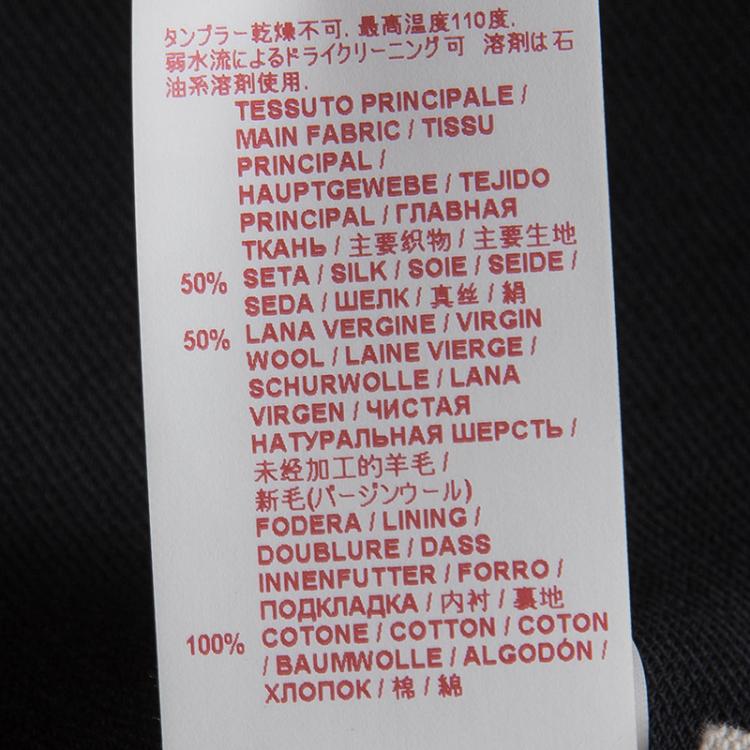 タンブラー乾燥不可. 最高温度110度.
弱水流によるドライクリーニング可 溶剤は石
油系溶剤使用.
TESSUTO PRINCIPALE /
MAIN FABRIC / TISSU
PRINCIPAL /
HAUPTGEWEBE / TEJIDO
PRINCIPAL / ГЛАВНАЯ
ТКАНЬ / 主要织物 / 主要生地
50% SETA / SILK / SOIE / SEIDE /
SEDA / ШЕЛК / 真丝 / 絹
50% LANA VERGINE / VIRGIN
WOOL / LAINE VIERGE /
SCHURWOLLE / LANA
VIRGEN / ЧИСТАЯ
НАТУРАЛЬНАЯ ШЕРСТЬ /
未经加工的羊毛 /
新毛(バージンウール)
FODERA / LINING /
DOUBLURE / DASS
INNENFUTTER / FORRO /
ПОДКЛАДКА / 内衬 / 裏地
100% COTONE / COTTON / COTON
/ BAUMWOLLE / ALGODÓN /
ХЛОПОК / 棉 / 綿